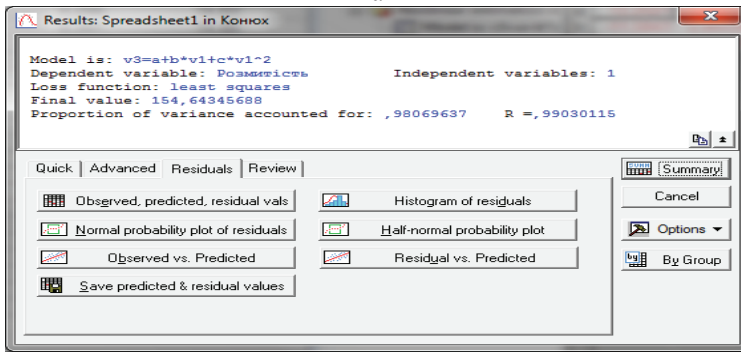 Results: Spreadsheet1 in Конюх
Model is: v3=a+b*v1+c*v1^2
Dependent variable: Розмитість Independent variables: 1
Loss function: least squares
Final value: 154,64345688
Proportion of variance accounted for: ,98069637 R =,99030115
Quick Advanced Residuals Review
Summary
Observed, predicted, residual vals Histogram of residuals
Cancel
Normal probability plot of residuals Half-normal probability plot
Options
Observed vs. Predicted Residual vs. Predicted
By Group
Save predicted & residual values